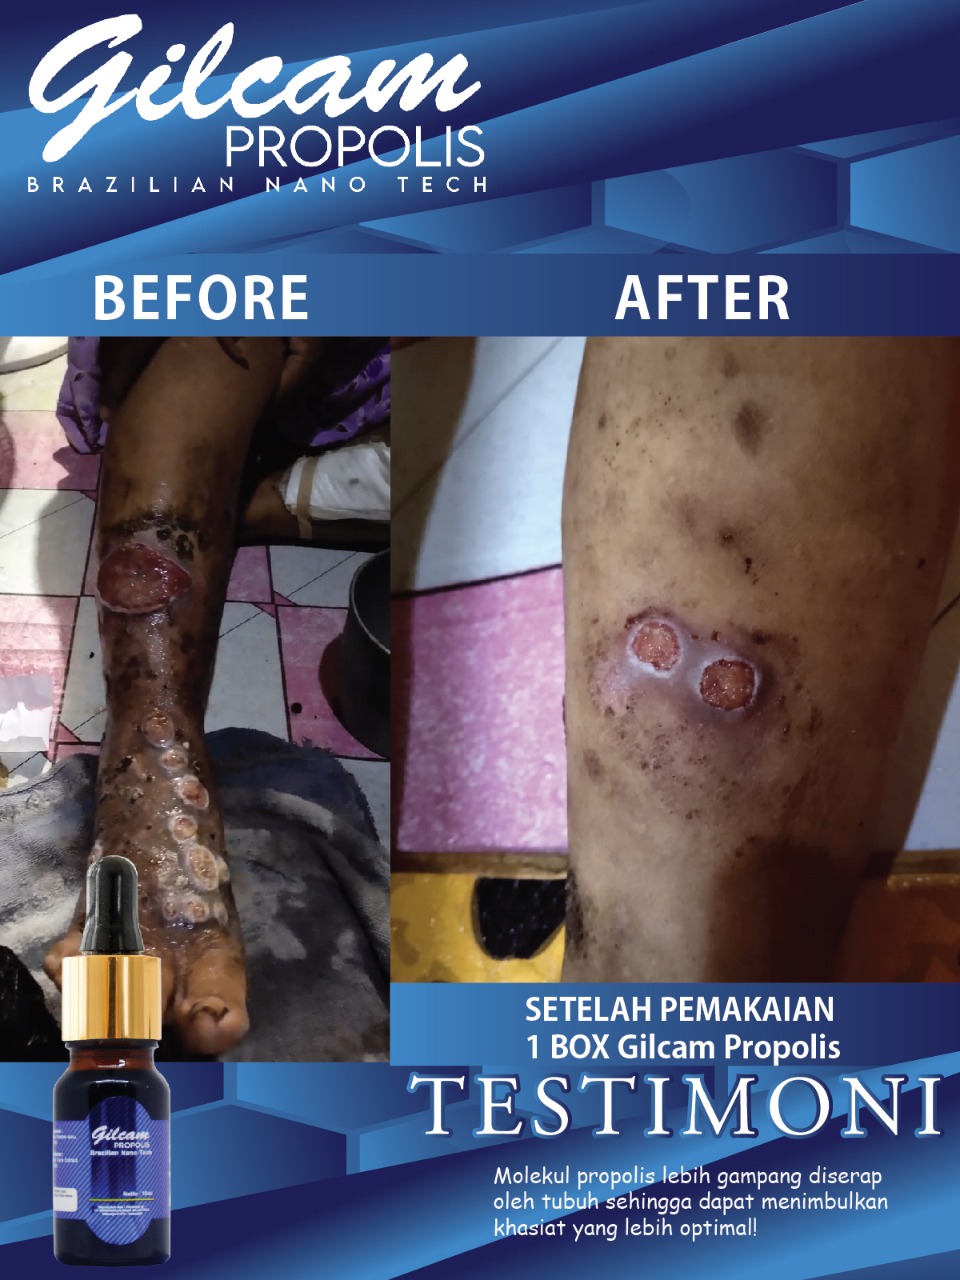 Gilcam
PROPOLIS
BRAZILIAN NANO TECH
BEFORE
AFTER
SETELAH PEMAKAIAN
1 BOX Gilcam Propolis
TESTIMONI
Molekul propolis lebih gampang diserap
oleh tubuh sehingga dapat menimbulkan
khasiat yang lebih optimal!
Gilcam
PROPOLIS
Brazilian Nano Tech